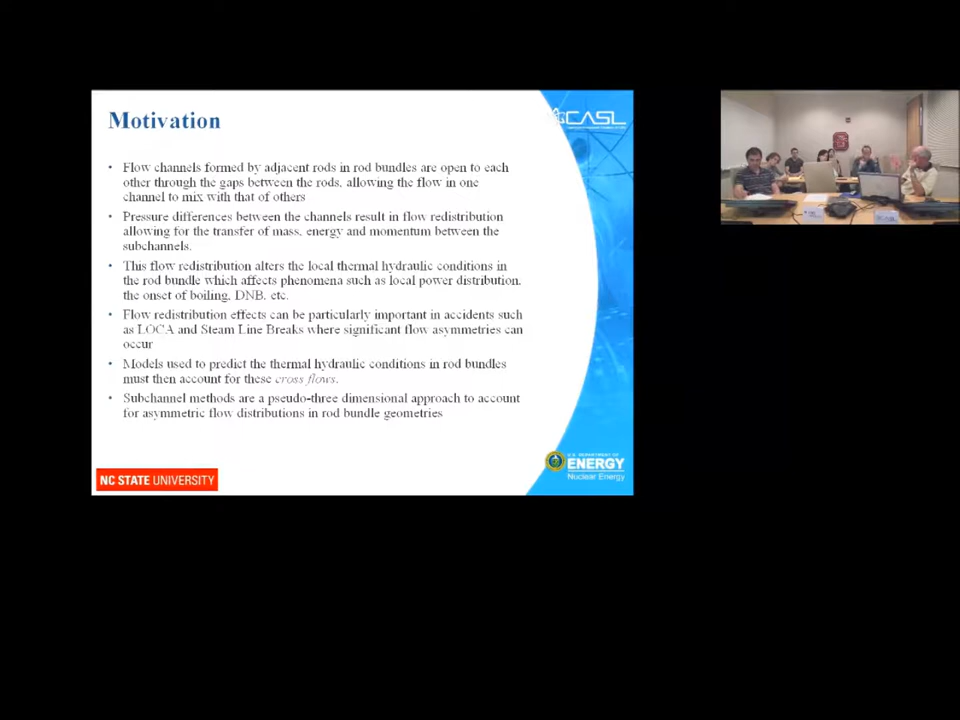 Motivation
CASL
• Flow channels formed by adjacent rods in rod bundles are open to each
other through the gaps between the rods, allowing the flow in one
channel to mix with that of others
• Pressure differences between the channels result in flow redistribution
allowing for the transfer of mass, energy and momentum between the
subchannels.
• This flow redistribution alters the local thermal hydraulic conditions in
the rod bundle which affects phenomena such as local power distribution,
the onset of boiling, DNB, etc.
• Flow redistribution effects can be particularly important in accidents such
as LOCA and Steam Line Breaks where significant flow asymmetries can
occur
• Models used to predict the thermal hydraulic conditions in rod bundles
must then account for these cross flows.
• Subchannel methods are a pseudo-three dimensional approach to account
for asymmetric flow distributions in rod bundle geometries
NC STATE UNIVERSITY
U.S. DEPARTMENT OF
ENERGY
Nuclear Energy